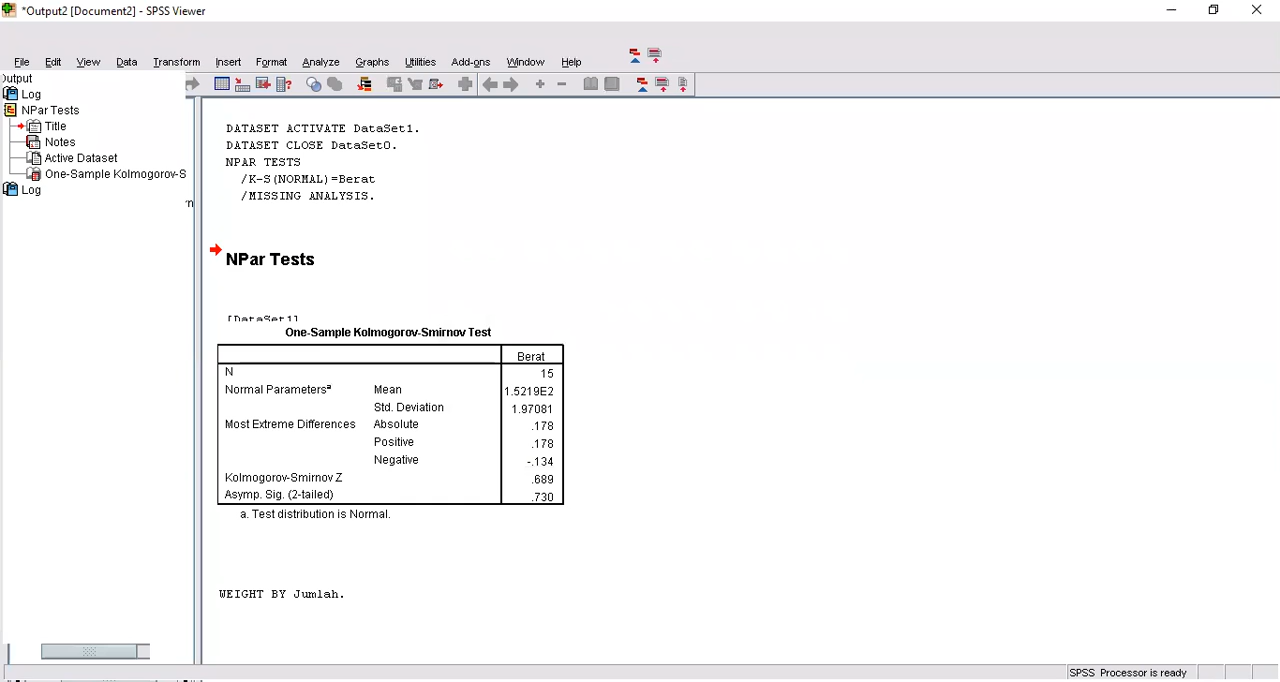 *Output2 [Document2] - SPSS Viewer
File Edit View Data Transform Insert Format Analyze Graphs Utilities Add-ons Window Help
Log
NPar Tests
Title
Notes
Active Dataset
One-Sample Kolmogorov-S
Log
DATASET ACTIVATE DataSet1.
DATASET CLOSE DataSet0.
NPAR TESTS
/K-S(NORMAL)=Berat
/MISSING ANALYSIS.
NPar Tests
[DataSet1]
One-Sample Kolmogorov-Smirnov Test
Berat
N 15
Normal Parametersª Mean 1.5219E2
Std. Deviation 1.97081
Most Extreme Differences Absolute .178
Positive .178
Negative -.134
Kolmogorov-Smirnov Z .689
Asymp. Sig. (2-tailed) .730
a. Test distribution is Normal.
WEIGHT BY Jumlah.
SPSS Processor is ready